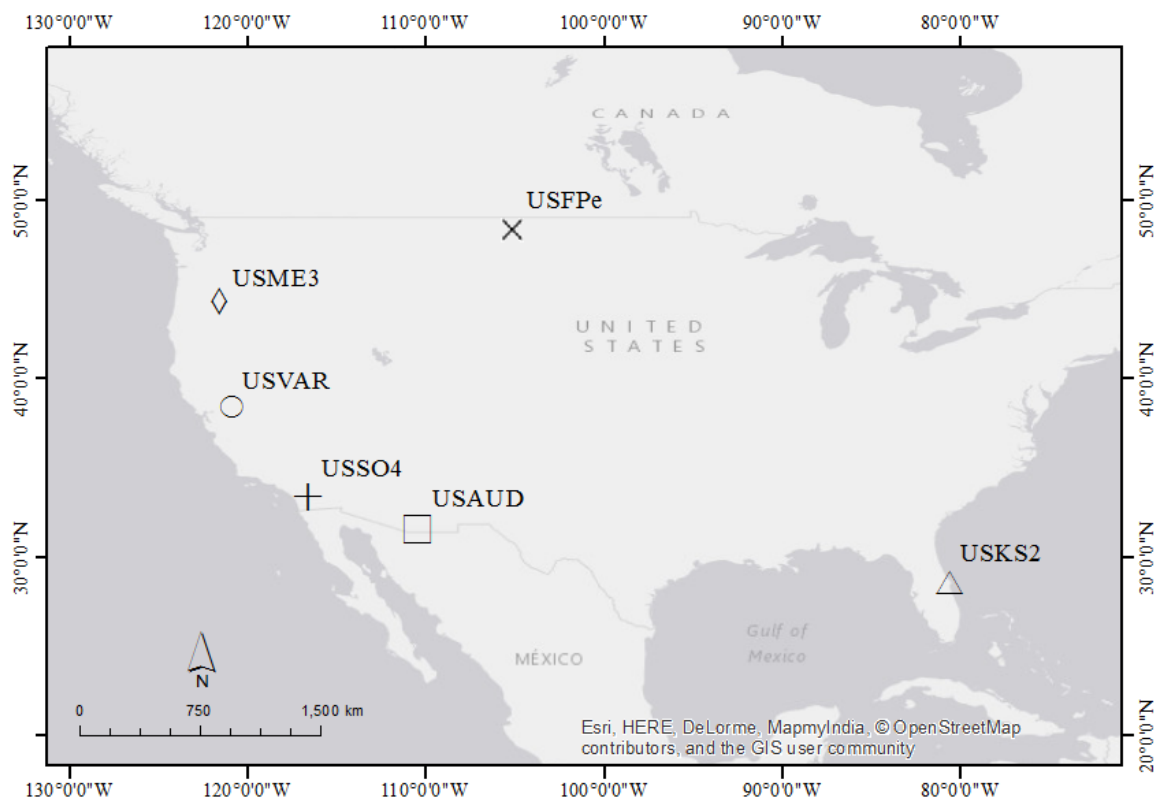 130°0'0"W 120°0'0"W 110°0'0"W 100°0'0"W 90°0'0"W 80°0'0"W
CANADA
50°0'0"N
USFPe
50°0'0"N
USME3
UNITED
STATES
40°0'0"N
USVAR
40°0'0"N
USSO4
USAUD
30°0'0"N
USKS2
30°0'0"N
Gulf of
Mexico
MÉXICO
N
0 750 1,500 km
20°0'0"N
Esri, HERE, DeLorme, MapmyIndia, © OpenStreetMap
contributors, and the GIS user community
20°0'0"N
130°0'0"W 120°0'0"W 110°0'0"W 100°0'0"W 90°0'0"W 80°0'0"W